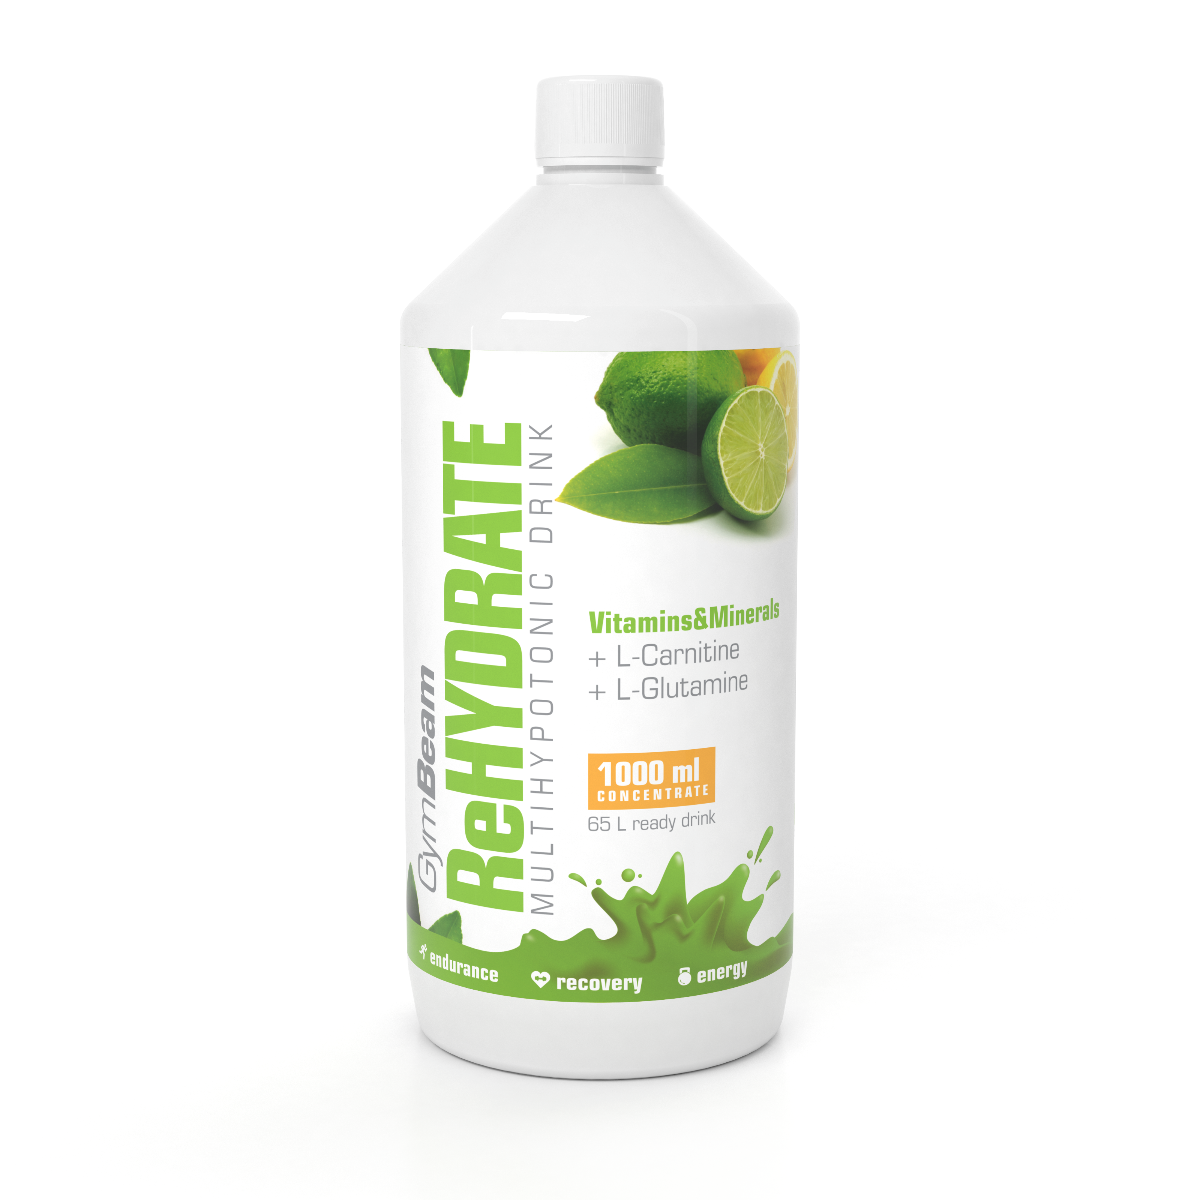 GymBeam
ReHYDRATE
MULTIHYPOTONIC DRINK
Vitamins&Minerals
+ L-Carnitine
+ L-Glutamine
1000 ml
CONCENTRATE
65 L ready drink
endurance
recovery
energy